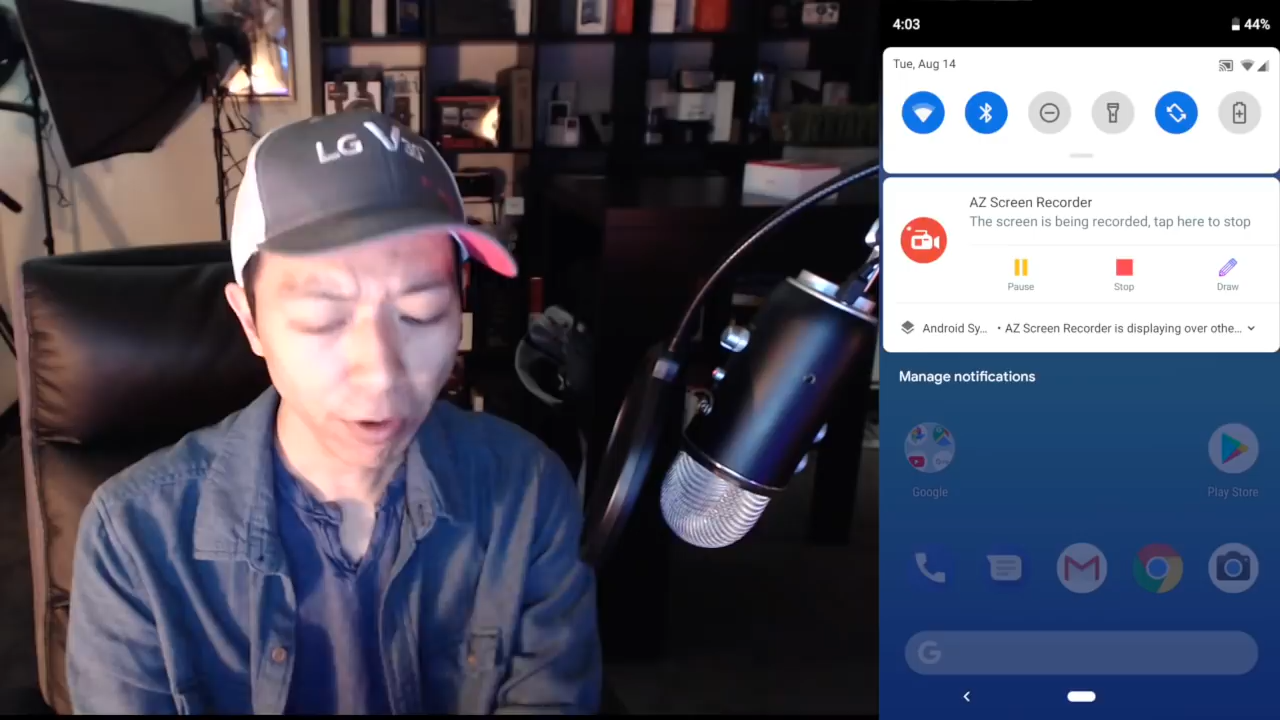 LG V30
4:03
44%
Tue, Aug 14
AZ Screen Recorder
The screen is being recorded, tap here to stop
Pause
Stop
Draw
Android Sy... • AZ Screen Recorder is displaying over othe...
Manage notifications
Google
Play Store
G